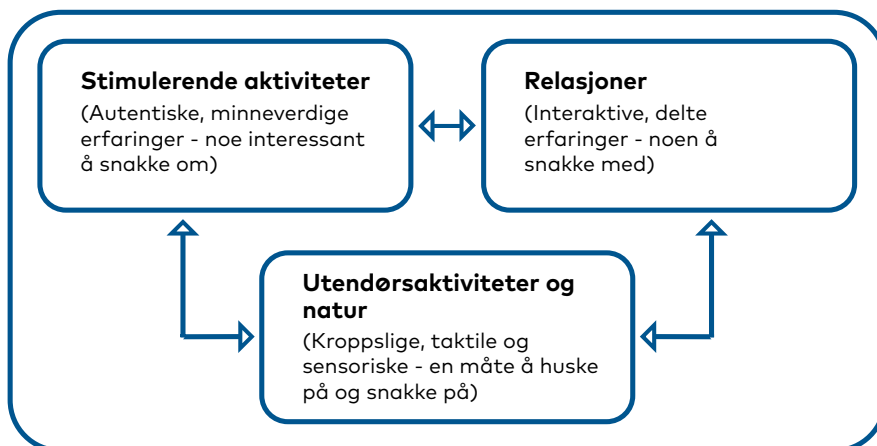 Stimulerende aktiviteter
(Autentiske, minneverdige
erfaringer - noe interessant
å snakke om)
Relasjoner
(Interaktive, delte
erfaringer - noen å
snakke med)
Utendørsaktiviteter og
natur
(Kroppslige, taktile og
sensoriske - en måte å huske
på og snakke på)